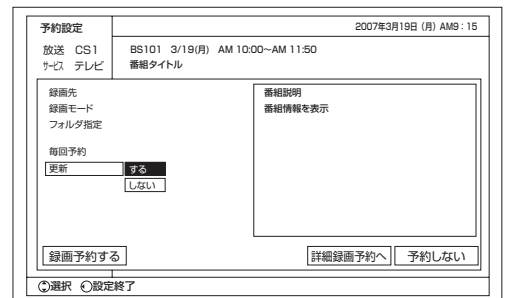 予約設定
2007年3月19日 (月) AM9：15
放送 CS1
BS101 3/19(月) AM 10:00~AM 11:50
サービス テレビ
番組タイトル
録画先
録画モード
フォルダ指定
毎回予約
更新
する
しない
番組説明
番組情報を表示
録画予約する
詳細録画予約へ
予約しない
選択 設定
終了